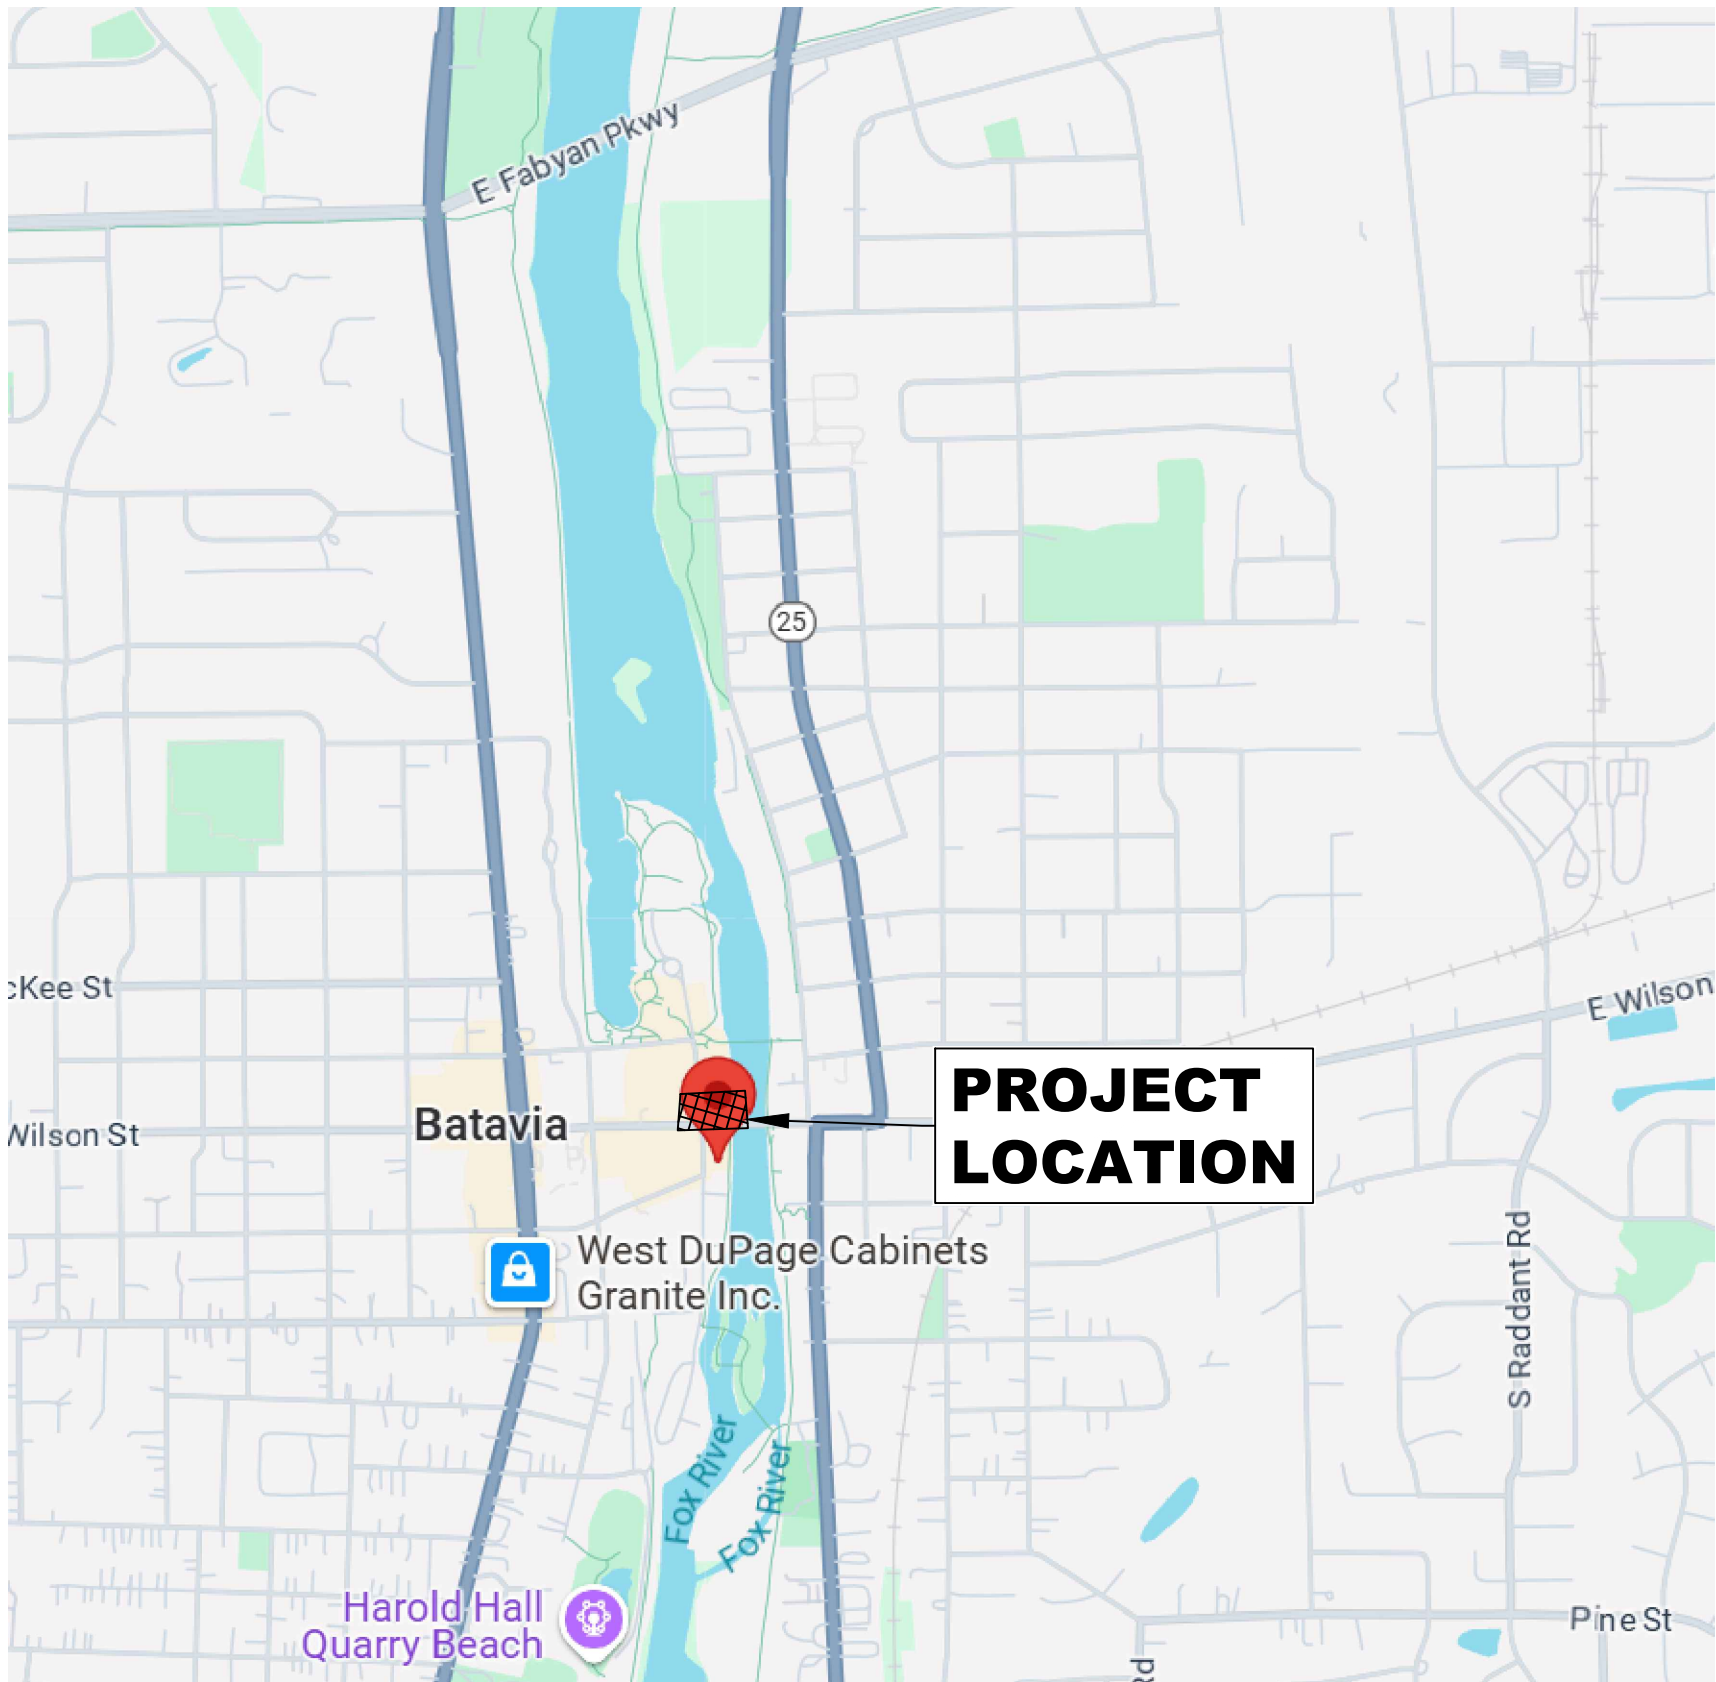 E Fabyan Pkwy
25
cKee St
E Wilson
PROJECT
LOCATION
Batavia
Wilson St
West DuPage Cabinets
Granite Inc.
S Raddant Rd
Fox River
Fox River
Harold Hall
Quarry Beach
Pine St
Rd